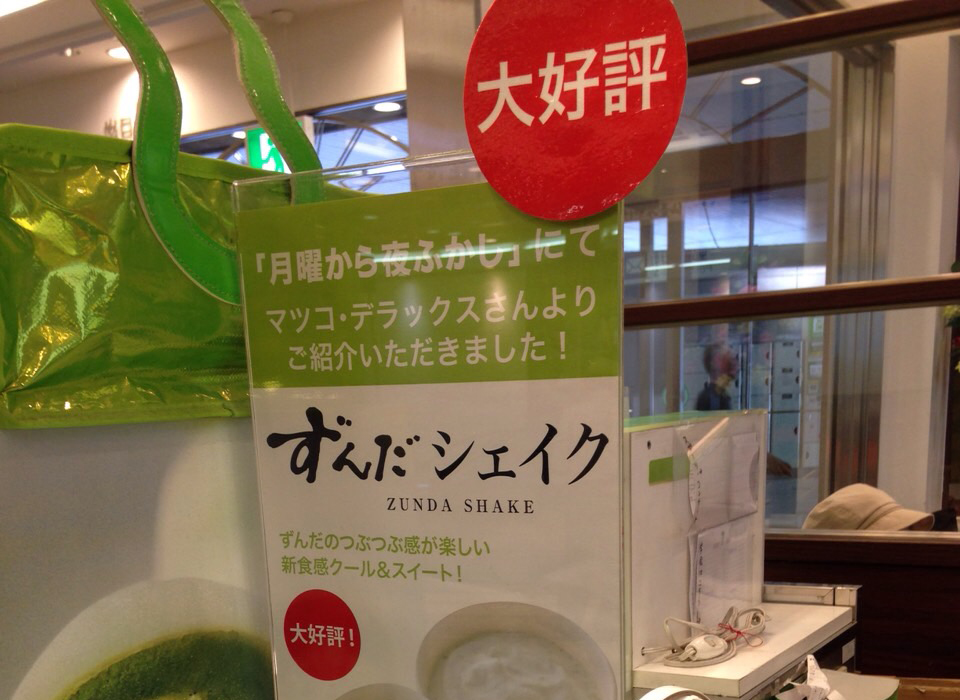 大好評
「月曜から夜ふかし」にて
マツコ・デラックスさんより
ご紹介いただきました！
ずんだシェイク
ZUNDA SHAKE
ずんだのつぶつぶ感が楽しい
新食感クール＆スイート！
大好評！